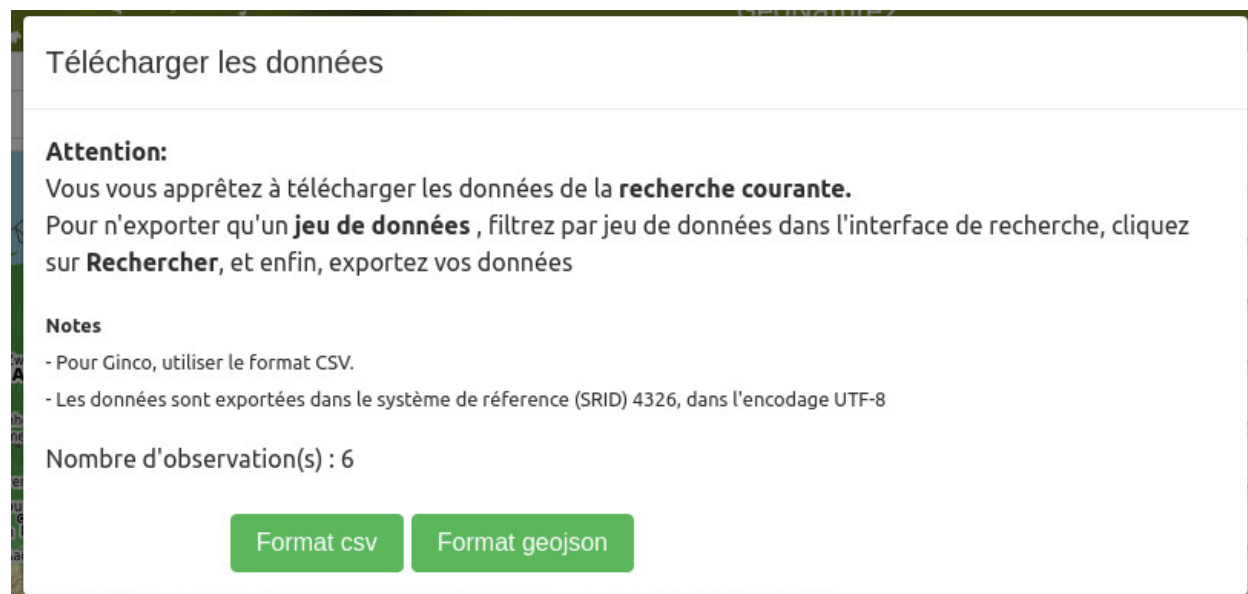 GeoNature2
Télécharger les données
Attention:
Vous vous apprêtez à télécharger les données de la recherche courante.
Pour n'exporter qu'un jeu de données , filtrez par jeu de données dans l'interface de recherche, cliquez
sur Rechercher, et enfin, exportez vos données
Notes
- Pour Ginco, utiliser le format CSV.
- Les données sont exportées dans le système de réference (SRID) 4326, dans l'encodage UTF-8
Nombre d'observation(s) : 6
Format csv Format geojson